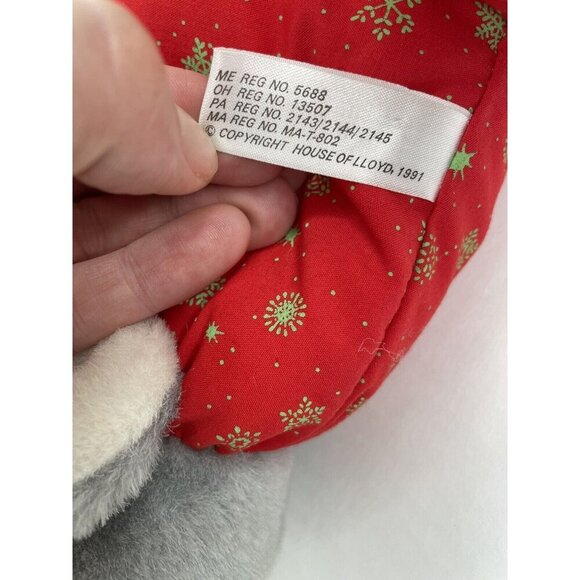 ME REG NO. 5688
OH REG NO. 13507
PA REG NO. 2143/2144/2145
MA REG NO. MA-T-802
© COPYRIGHT HOUSE OF LLOYD, 1991